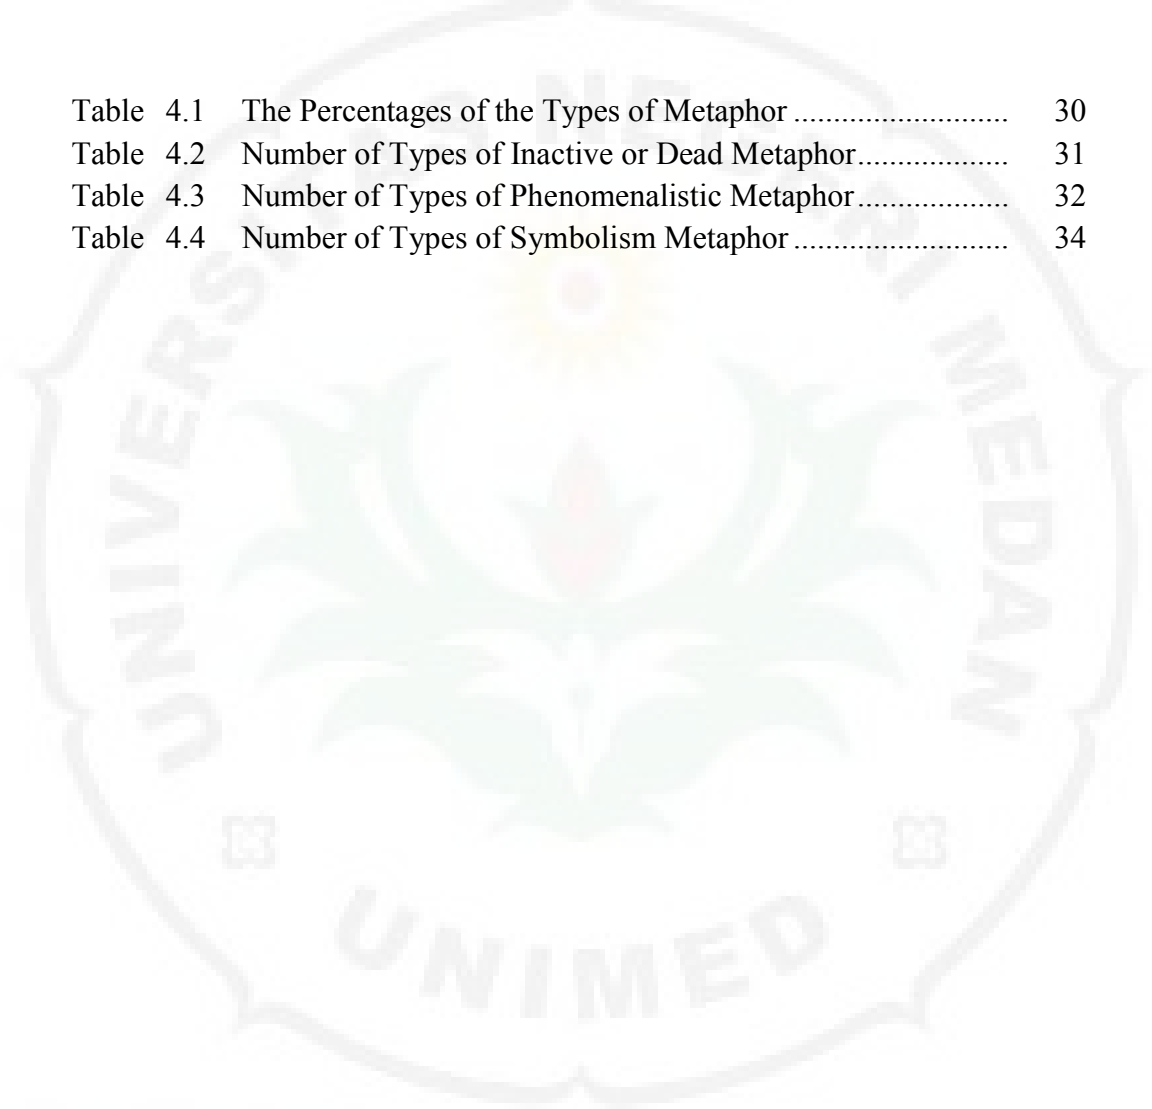 Table 4.1 The Percentages of the Types of Metaphor ........................... 30
Table 4.2 Number of Types of Inactive or Dead Metaphor................... 31
Table 4.3 Number of Types of Phenomenalistic Metaphor................... 32
Table 4.4 Number of Types of Symbolism Metaphor ........................... 34
UNIVERSITAS NEGERI MEDAN
UNIMED